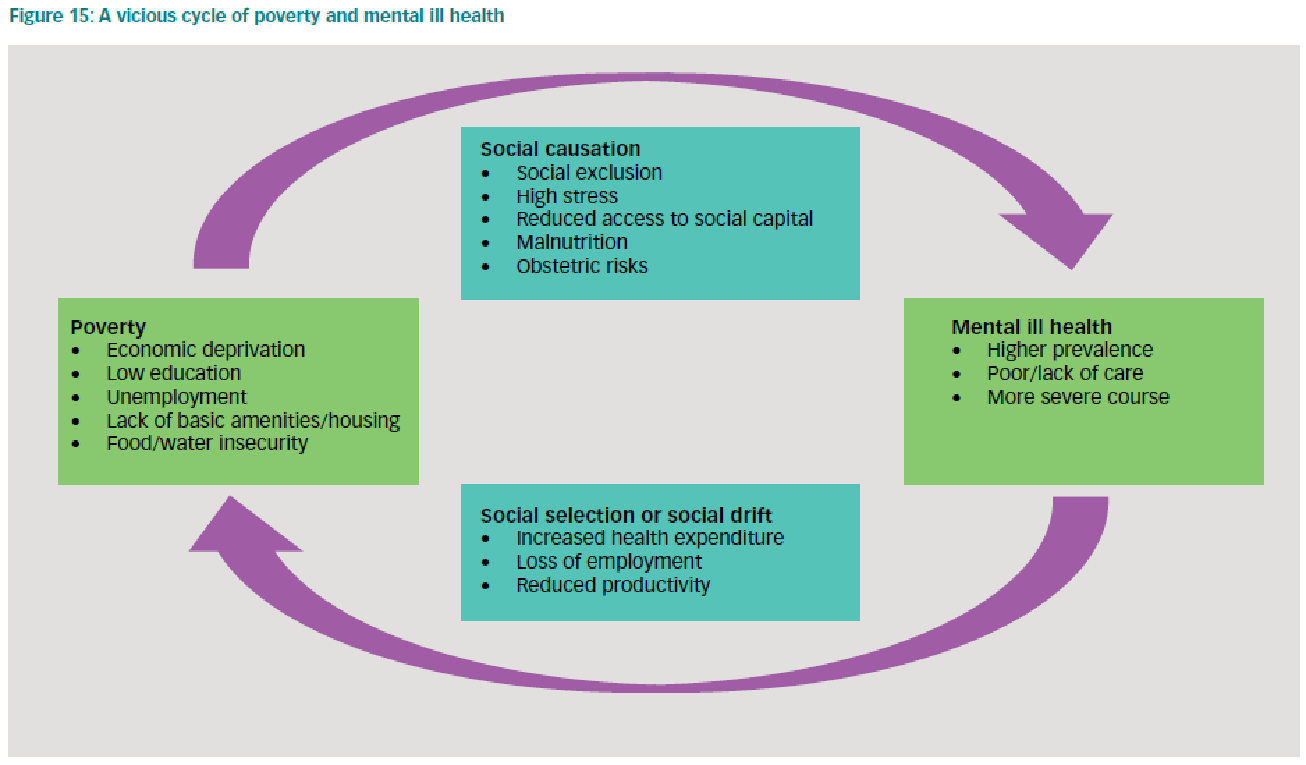 Figure 15: A vicious cycle of poverty and mental ill health
Social causation
• Social exclusion
• High stress
• Reduced access to social capital
• Malnutrition
• Obstetric risks
Poverty
• Economic deprivation
• Low education
• Unemployment
• Lack of basic amenities/housing
• Food/water insecurity
Mental ill health
• Higher prevalence
• Poor/lack of care
• More severe course
Social selection or social drift
• Increased health expenditure
• Loss of employment
• Reduced productivity